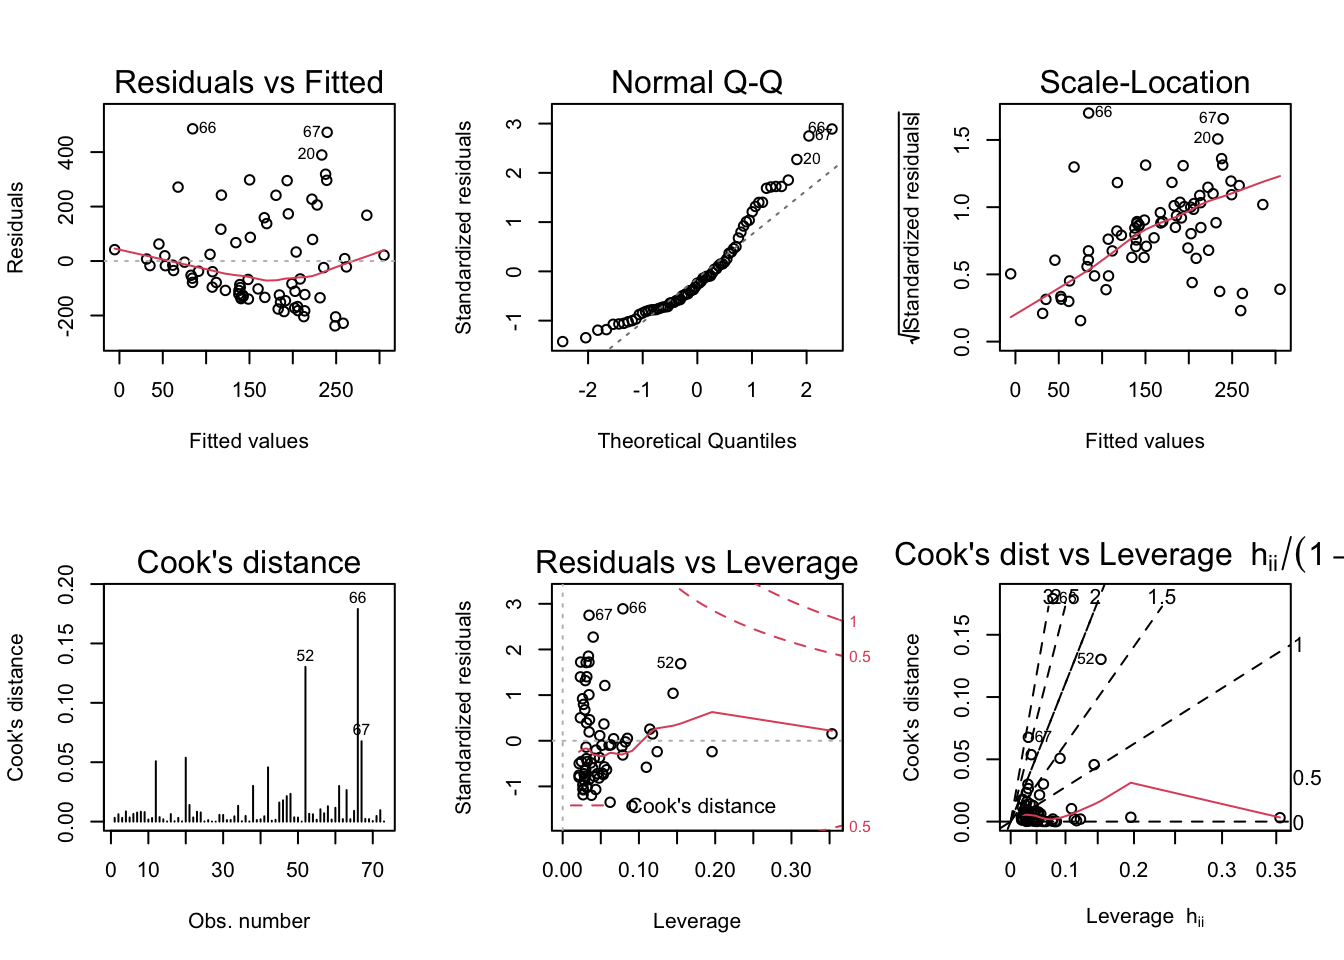 Residuals vs Fitted
Residuals
400
200
0
-200
66
67
20
0 50 150 250
Fitted values
Normal Q-Q
Standardized residuals
3
2
1
0
-1
66
67
20
-2 -1 0 1 2
Theoretical Quantiles
Scale-Location
√|Standardized residuals|
1.5
1.0
0.5
0.0
66
67
20
0 50 150 250
Fitted values
Cook's distance
Cook's distance
0.20
0.15
0.10
0.05
0.00
66
52
67
0 10 30 50 70
Obs. number
Residuals vs Leverage
Standardized residuals
3
2
1
0
-1
67
66
52
1
0.5
0.5
Cook's distance
0.00 0.10 0.20 0.30
Leverage
Cook's dist vs Leverage hii/(1 −
Cook's distance
0.15
0.10
0.05
0.00
66
2 1.5
52
67
1
0.5
0
0 0.1 0.2 0.3 0.35
Leverage hii